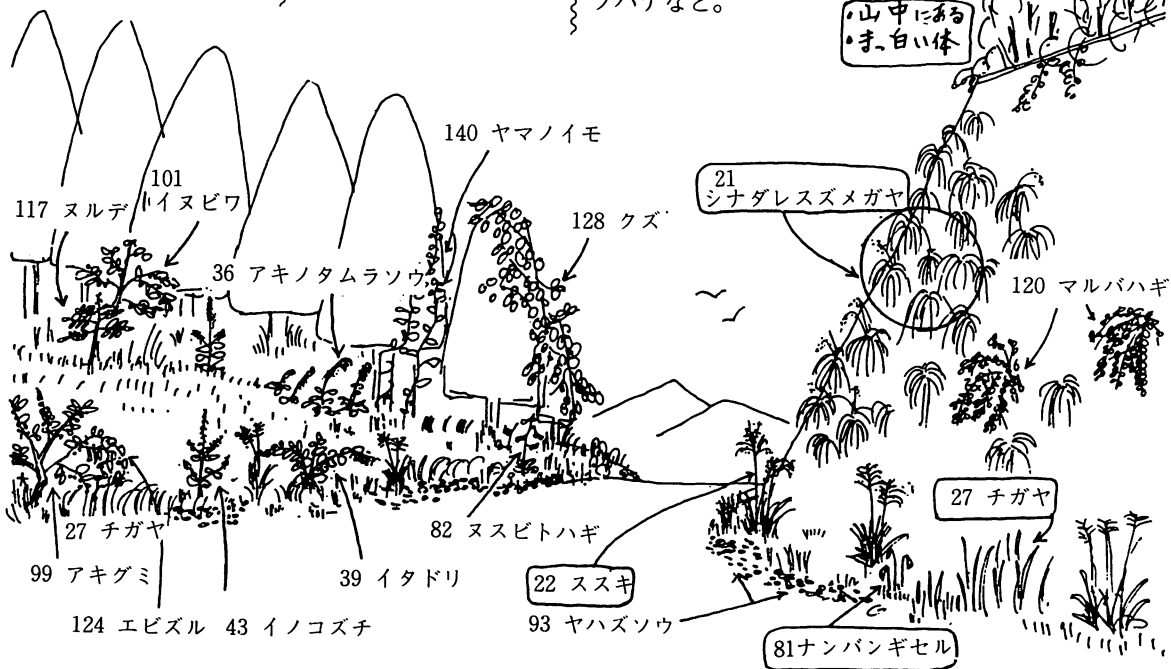 ソバナなど。
・山中にある
・まっ白い体
140 ヤマノイモ
101
イヌビワ
117 ヌルデ
21
シナダレスズメガヤ
128 クズ
36 アキノタムラソウ
120 マルバハギ
27 チガヤ
82 ヌスビトハギ
27 チガヤ
99 アキグミ
39 イタドリ
22 ススキ
124 エビズル
43 イノコズチ
93 ヤハズソウ
81ナンバンギセル